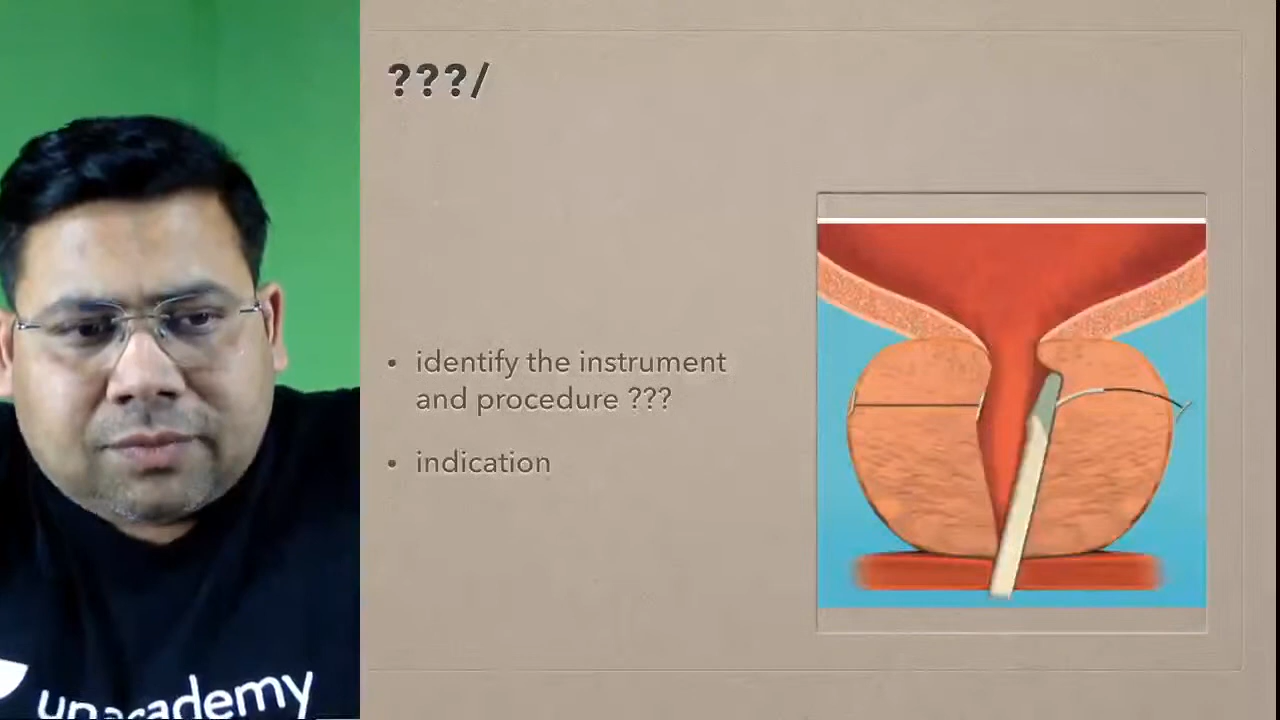 ???/
• identify the instrument
and procedure ???
• indication
unacademy